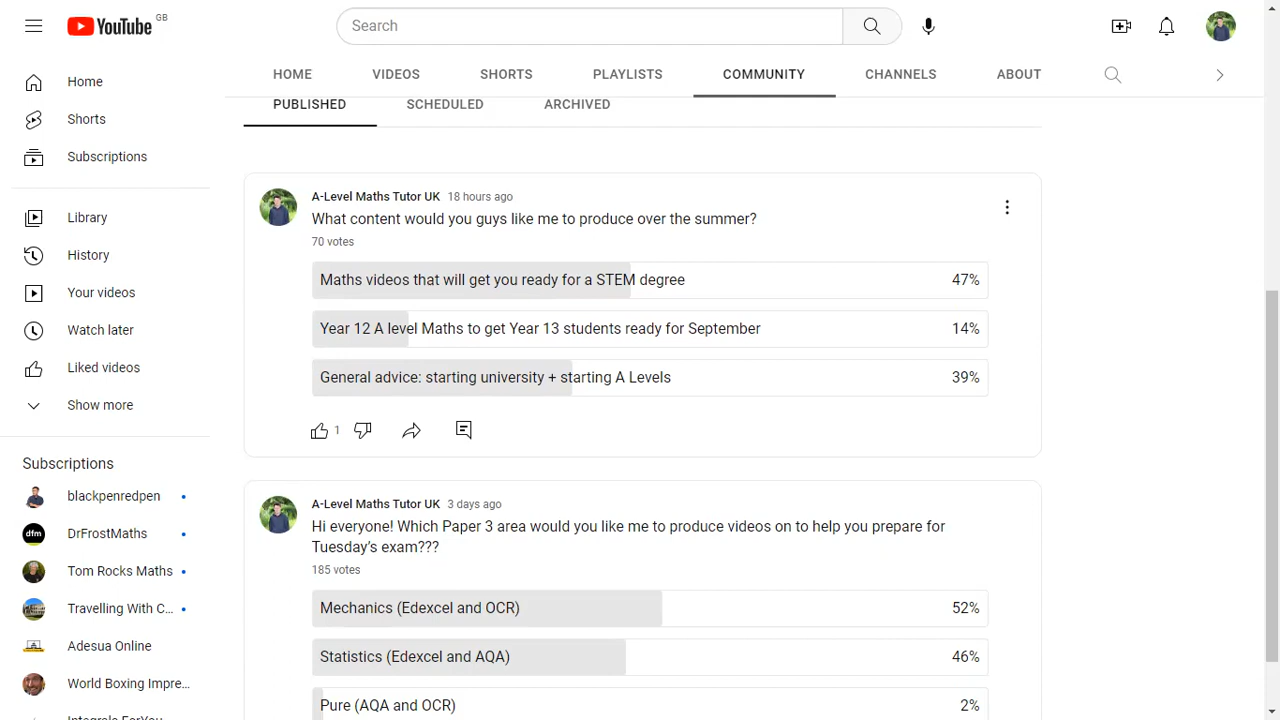 YouTube GB
Search
HOME VIDEOS SHORTS PLAYLISTS COMMUNITY CHANNELS ABOUT
PUBLISHED SCHEDULED ARCHIVED
Home
Shorts
Subscriptions
Library
History
Your videos
Watch later
Liked videos
Show more
Subscriptions
blackpenredpen
dfm
DrFrostMaths
Tom Rocks Maths
Travelling With C...
Adesua Online
World Boxing Impre...
A-Level Maths Tutor UK 18 hours ago
What content would you guys like me to produce over the summer?
70 votes
Maths videos that will get you ready for a STEM degree 47%
Year 12 A level Maths to get Year 13 students ready for September 14%
General advice: starting university + starting A Levels 39%
1
A-Level Maths Tutor UK 3 days ago
Hi everyone! Which Paper 3 area would you like me to produce videos on to help you prepare for
Tuesday's exam???
185 votes
Mechanics (Edexcel and OCR) 52%
Statistics (Edexcel and AQA) 46%
Pure (AQA and OCR) 2%